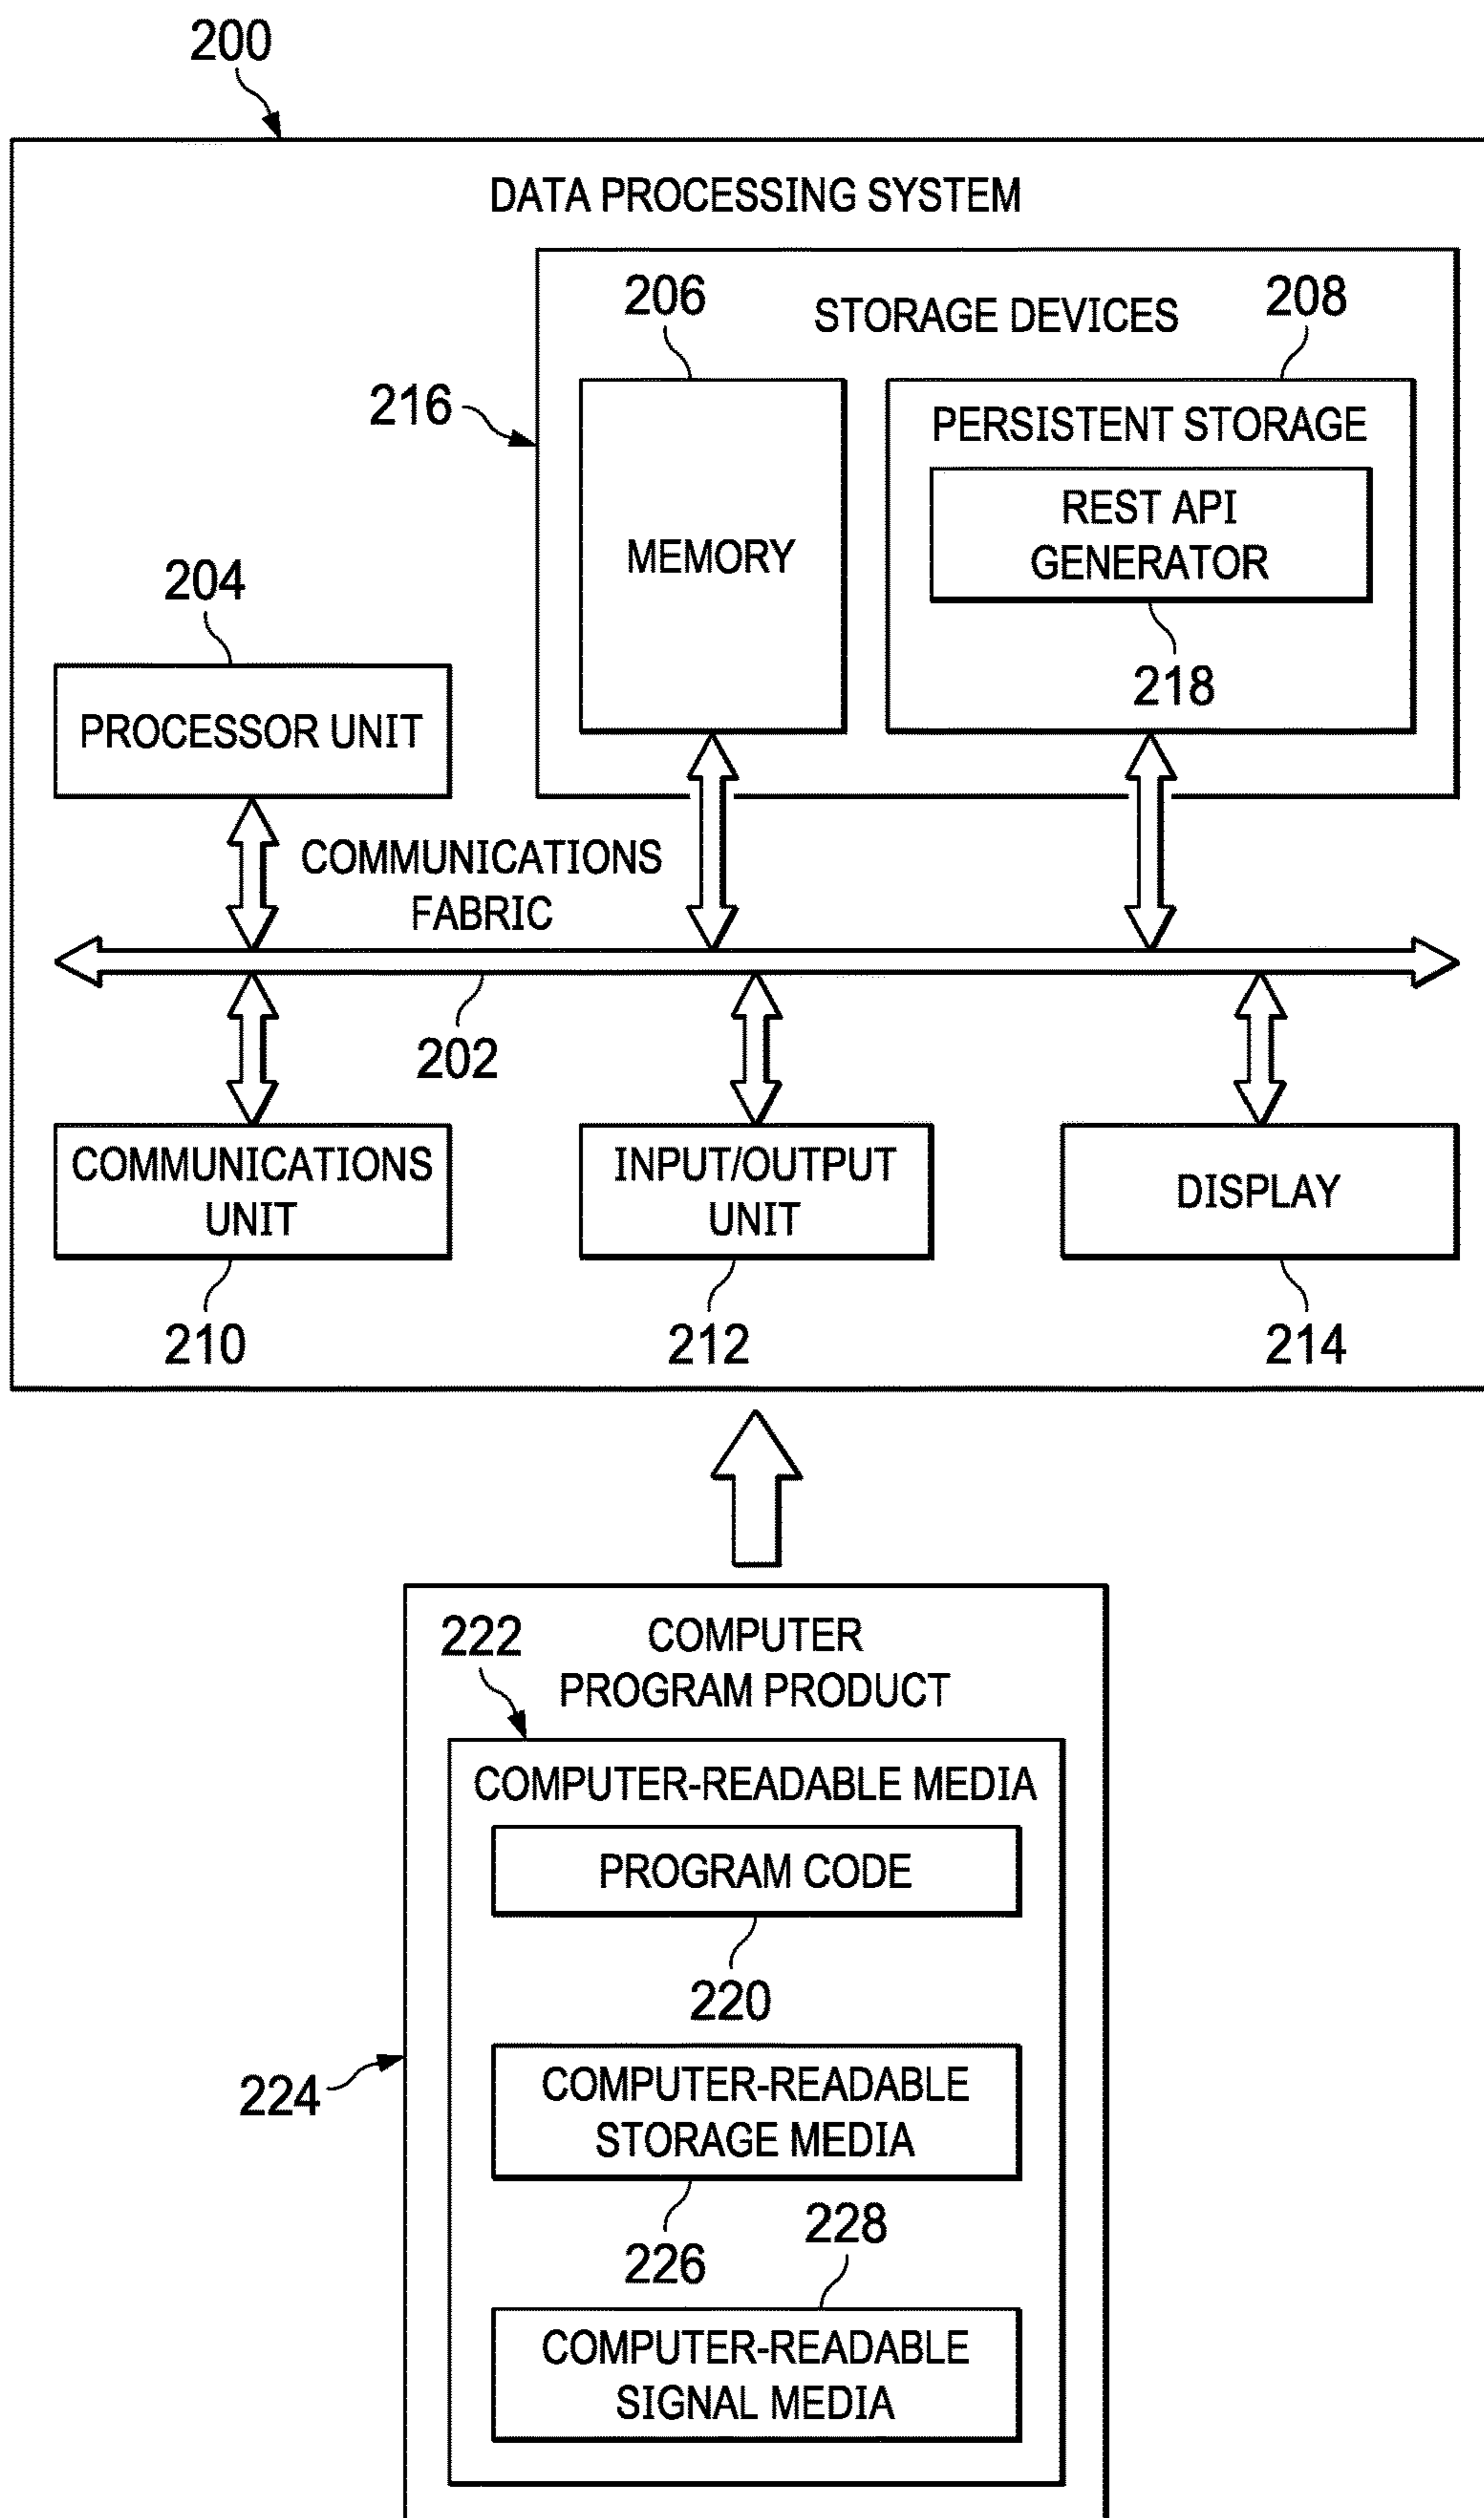 200
DATA PROCESSING SYSTEM
206
STORAGE DEVICES
208
216
PERSISTENT STORAGE
REST API
GENERATOR
MEMORY
218
204
PROCESSOR UNIT
COMMUNICATIONS
FABRIC
202
COMMUNICATIONS
UNIT
INPUT/OUTPUT
UNIT
DISPLAY
210
212
214
222
COMPUTER
PROGRAM PRODUCT
COMPUTER-READABLE MEDIA
PROGRAM CODE
220
224
COMPUTER-READABLE
STORAGE MEDIA
226
228
COMPUTER-READABLE
SIGNAL MEDIA